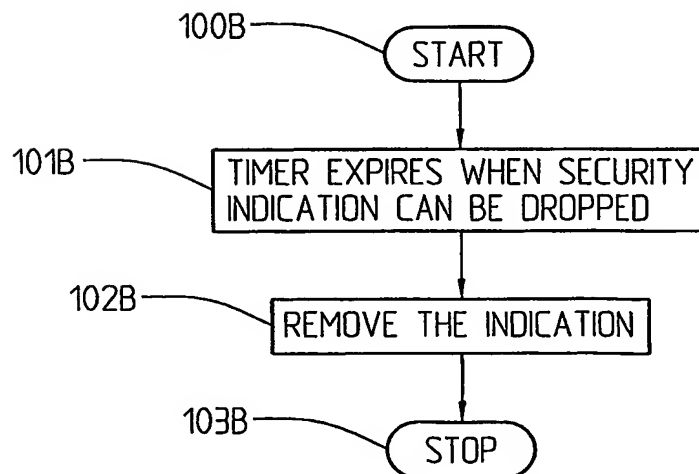 100B
START
101B
TIMER EXPIRES WHEN SECURITY
INDICATION CAN BE DROPPED
102B
REMOVE THE INDICATION
103B
STOP